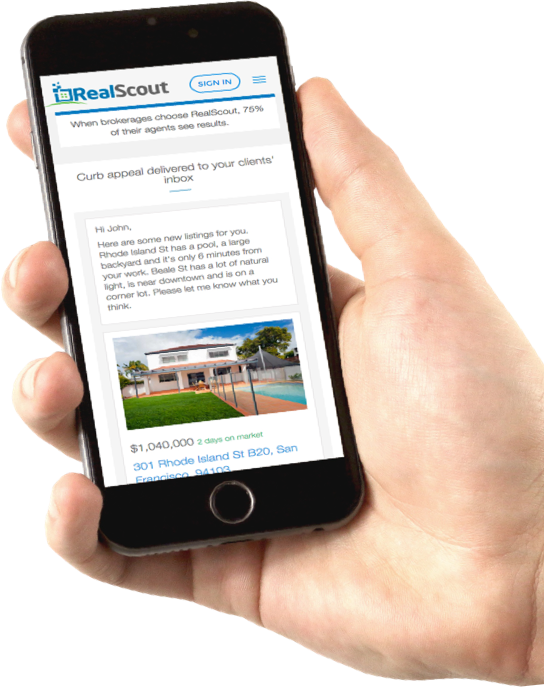 RealScout
SIGN IN
When brokerages choose RealScout, 75%
of their agents see results.
Curb appeal delivered to your clients'
inbox
Hi John,
Here are some new listings for you.
Rhode Island St has a pool, a large
backyard and it's only 6 minutes from
your work. Beale St has a lot of natural
light, is near downtown and is on a
corner lot. Please let me know what you
think.
$1,040,000 2 days on market
301 Rhode Island St B20, San
Francisco, 94103